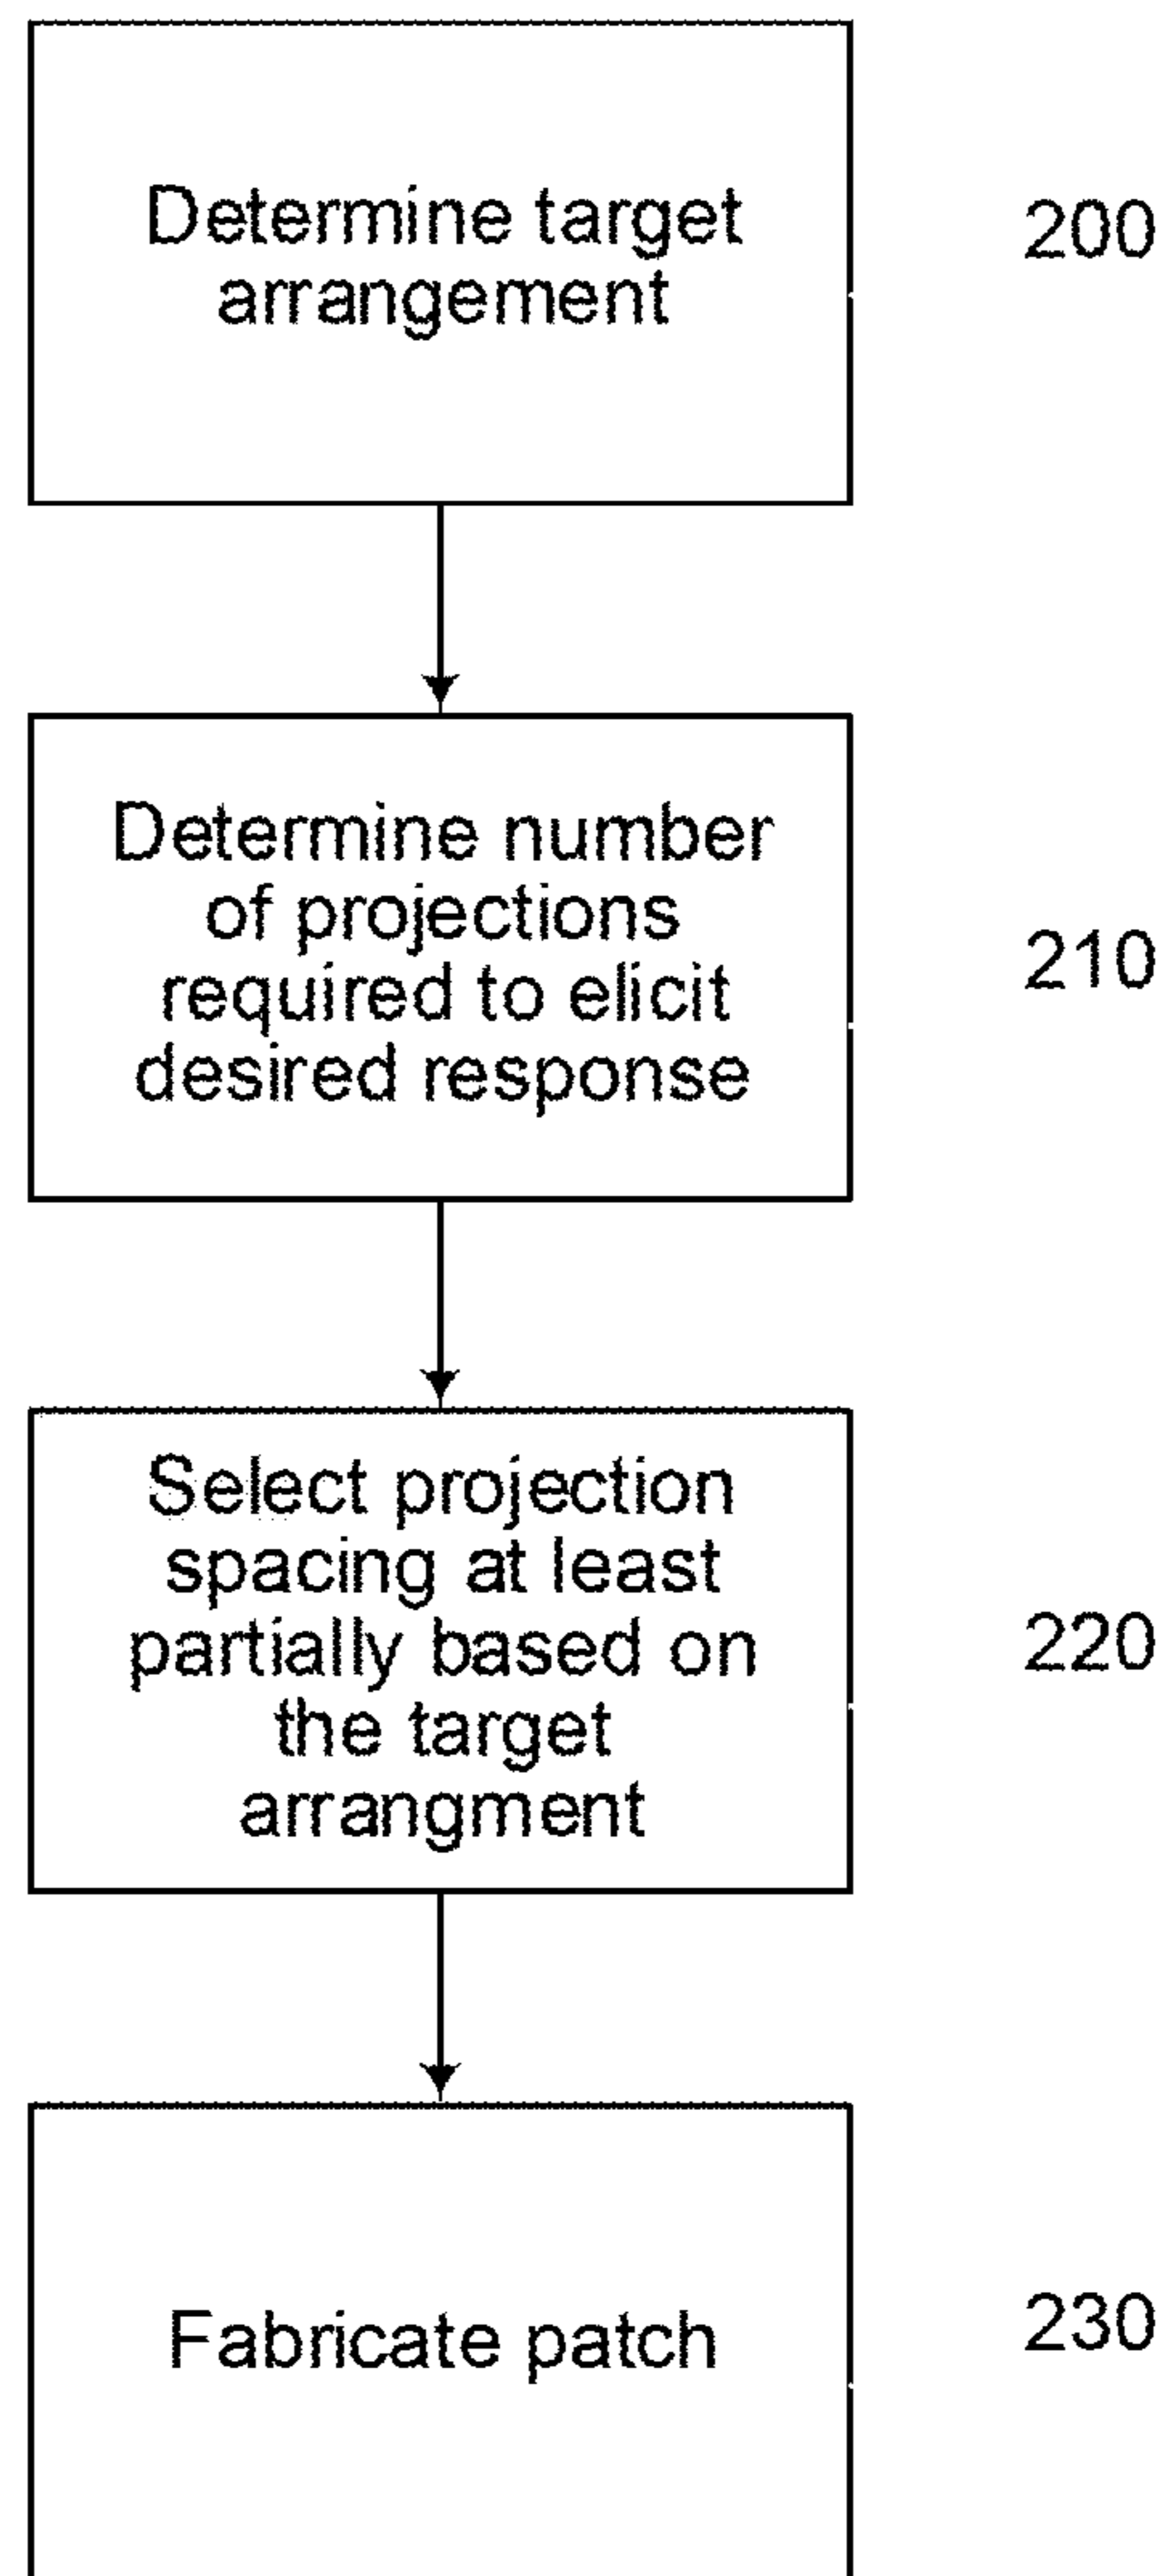 Determine target
arrangement
200
Determine number
of projections
required to elicit
desired response
210
Select projection
spacing at least
partially based on
the target
arrangment
220
Fabricate patch
230